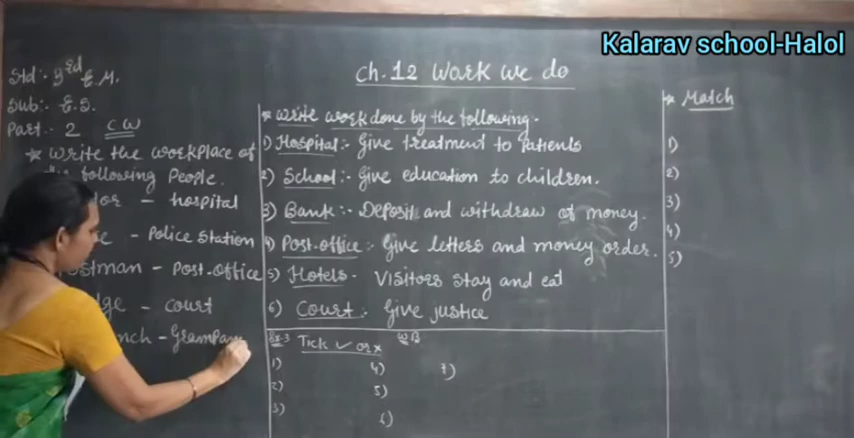 Kalarav school-Halol
Ch.12 Work we do
Std:- 3rd E.M.
Sub:- E.S.
Part:- 2 CW
* Write the workplace of
the following People.
- hospital
- Police Station
- Post-office
- Court
- Grampan
* Write work done by the following.
1) Hospital:- Give treatment to Patients
2) School:- Give education to children.
3) Bank:- Deposit and withdraw of money.
4) Post-office:- Give letters and money order.
5) Hotels- Visitors stay and eat
6) Court:- Give justice
Ex-3 Tick ✓ or x WB
1) 4) 7)
2) 5)
3) 6)
* Match
1)
2)
3)
4)
5)